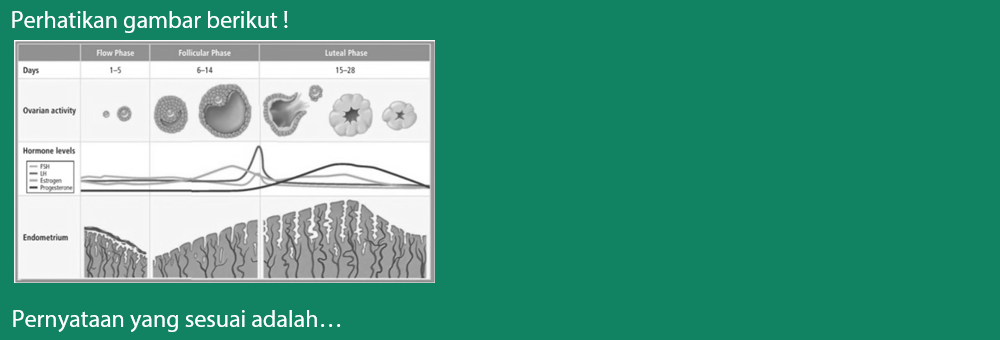 Perhatikan gambar berikut !
Flow Phase Follicular Phase Luteal Phase
Days 1–5 6–14 15–28
Ovarian activity
Hormone levels
FSH
LH
Estrogen
Progesterone
Endometrium
Pernyataan yang sesuai adalah…